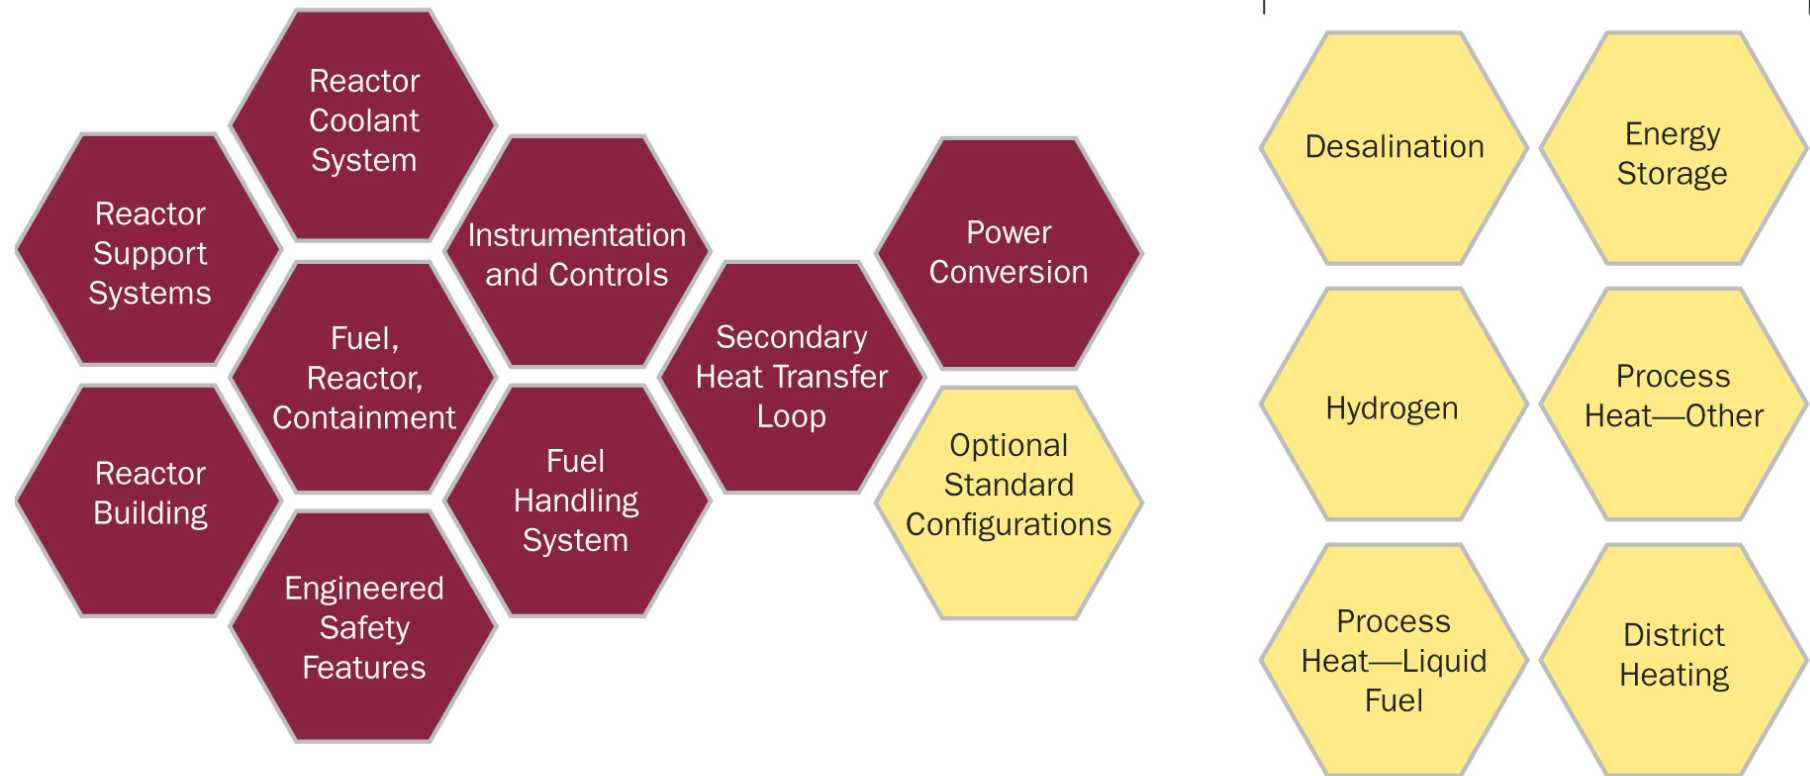 Reactor
Coolant
System
Reactor
Support
Systems
Instrumentation
and Controls
Power
Conversion
Fuel,
Reactor,
Containment
Secondary
Heat Transfer
Loop
Reactor
Building
Fuel
Handling
System
Optional
Standard
Configurations
Engineered
Safety
Features
Desalination
Energy
Storage
Hydrogen
Process
Heat—Other
Process
Heat—Liquid
Fuel
District
Heating